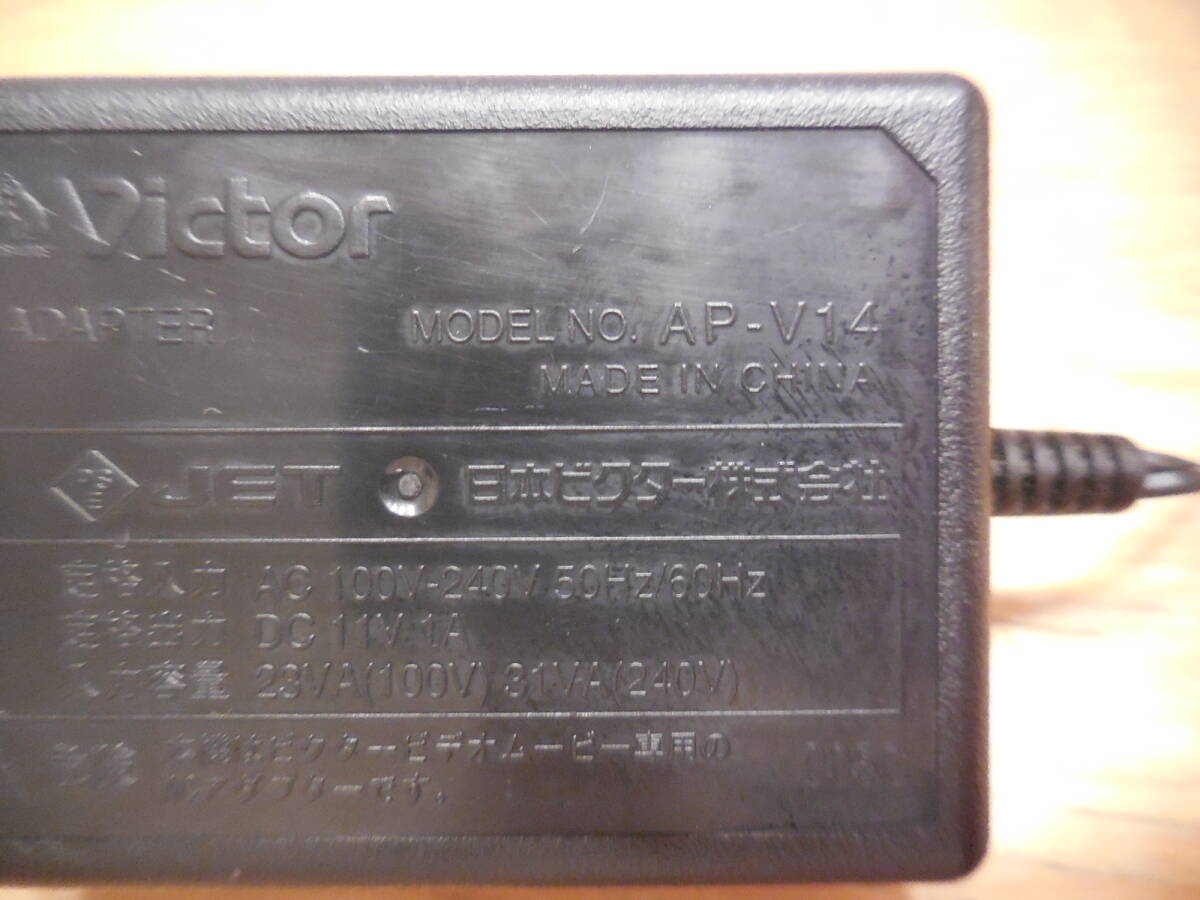 Victor
ADAPTER
MODEL NO. AP-V14
MADE IN CHINA
JET 日本ビクター株式会社
定格入力 AC 100V-240V 50Hz/60Hz
定格出力 DC 11V 1A
入力容量 23VA(100V) 31VA(240V)
本機はビクタービデオムービー専用の
ACアダプターです。